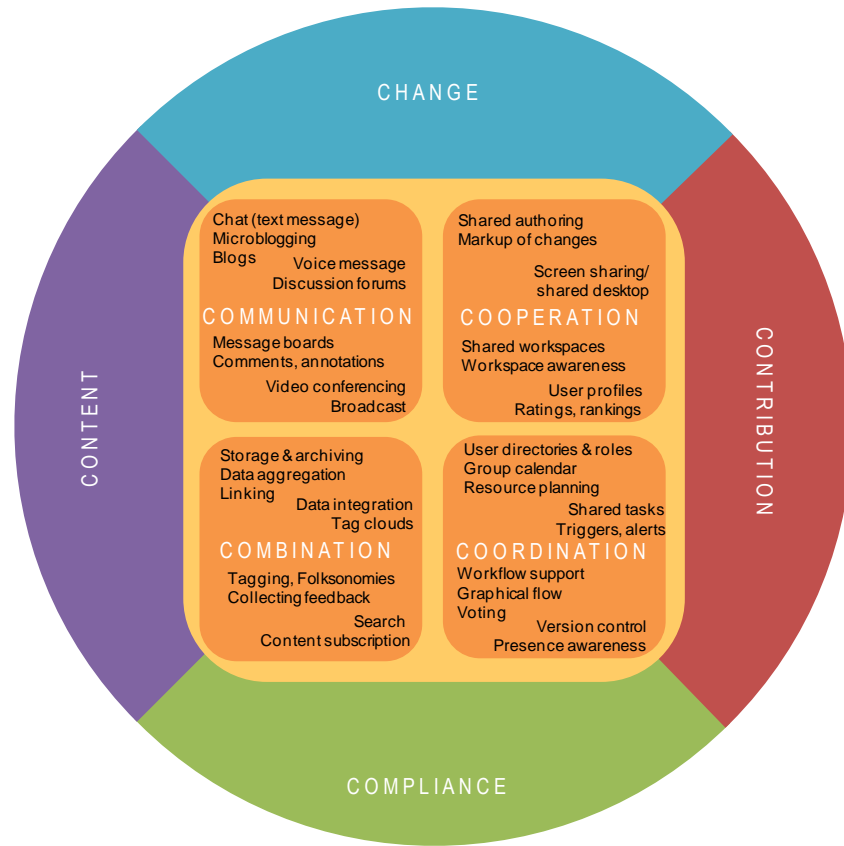 CHANGE
CONTENT
CONTRIBUTION
COMPLIANCE
Chat (text message)
Microblogging
Blogs
Voice message
Discussion forums
COMMUNICATION
Message boards
Comments, annotations
Video conferencing
Broadcast
Shared authoring
Markup of changes
Screen sharing/
shared desktop
COOPERATION
Shared workspaces
Workspace awareness
User profiles
Ratings, rankings
Storage & archiving
Data aggregation
Linking
Data integration
Tag clouds
COMBINATION
Tagging, Folksonomies
Collecting feedback
Search
Content subscription
User directories & roles
Group calendar
Resource planning
Shared tasks
Triggers, alerts
COORDINATION
Workflow support
Graphical flow
Voting
Version control
Presence awareness